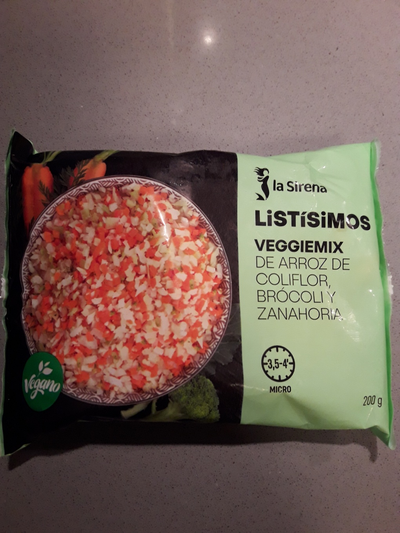 la Sirena
LiSTíSiMOS
VEGGIEMIX
DE ARROZ DE
COLIFLOR,
BRÓCOLI Y
ZANAHORIA
3,5-4'
MICRO
200 g
Vegano